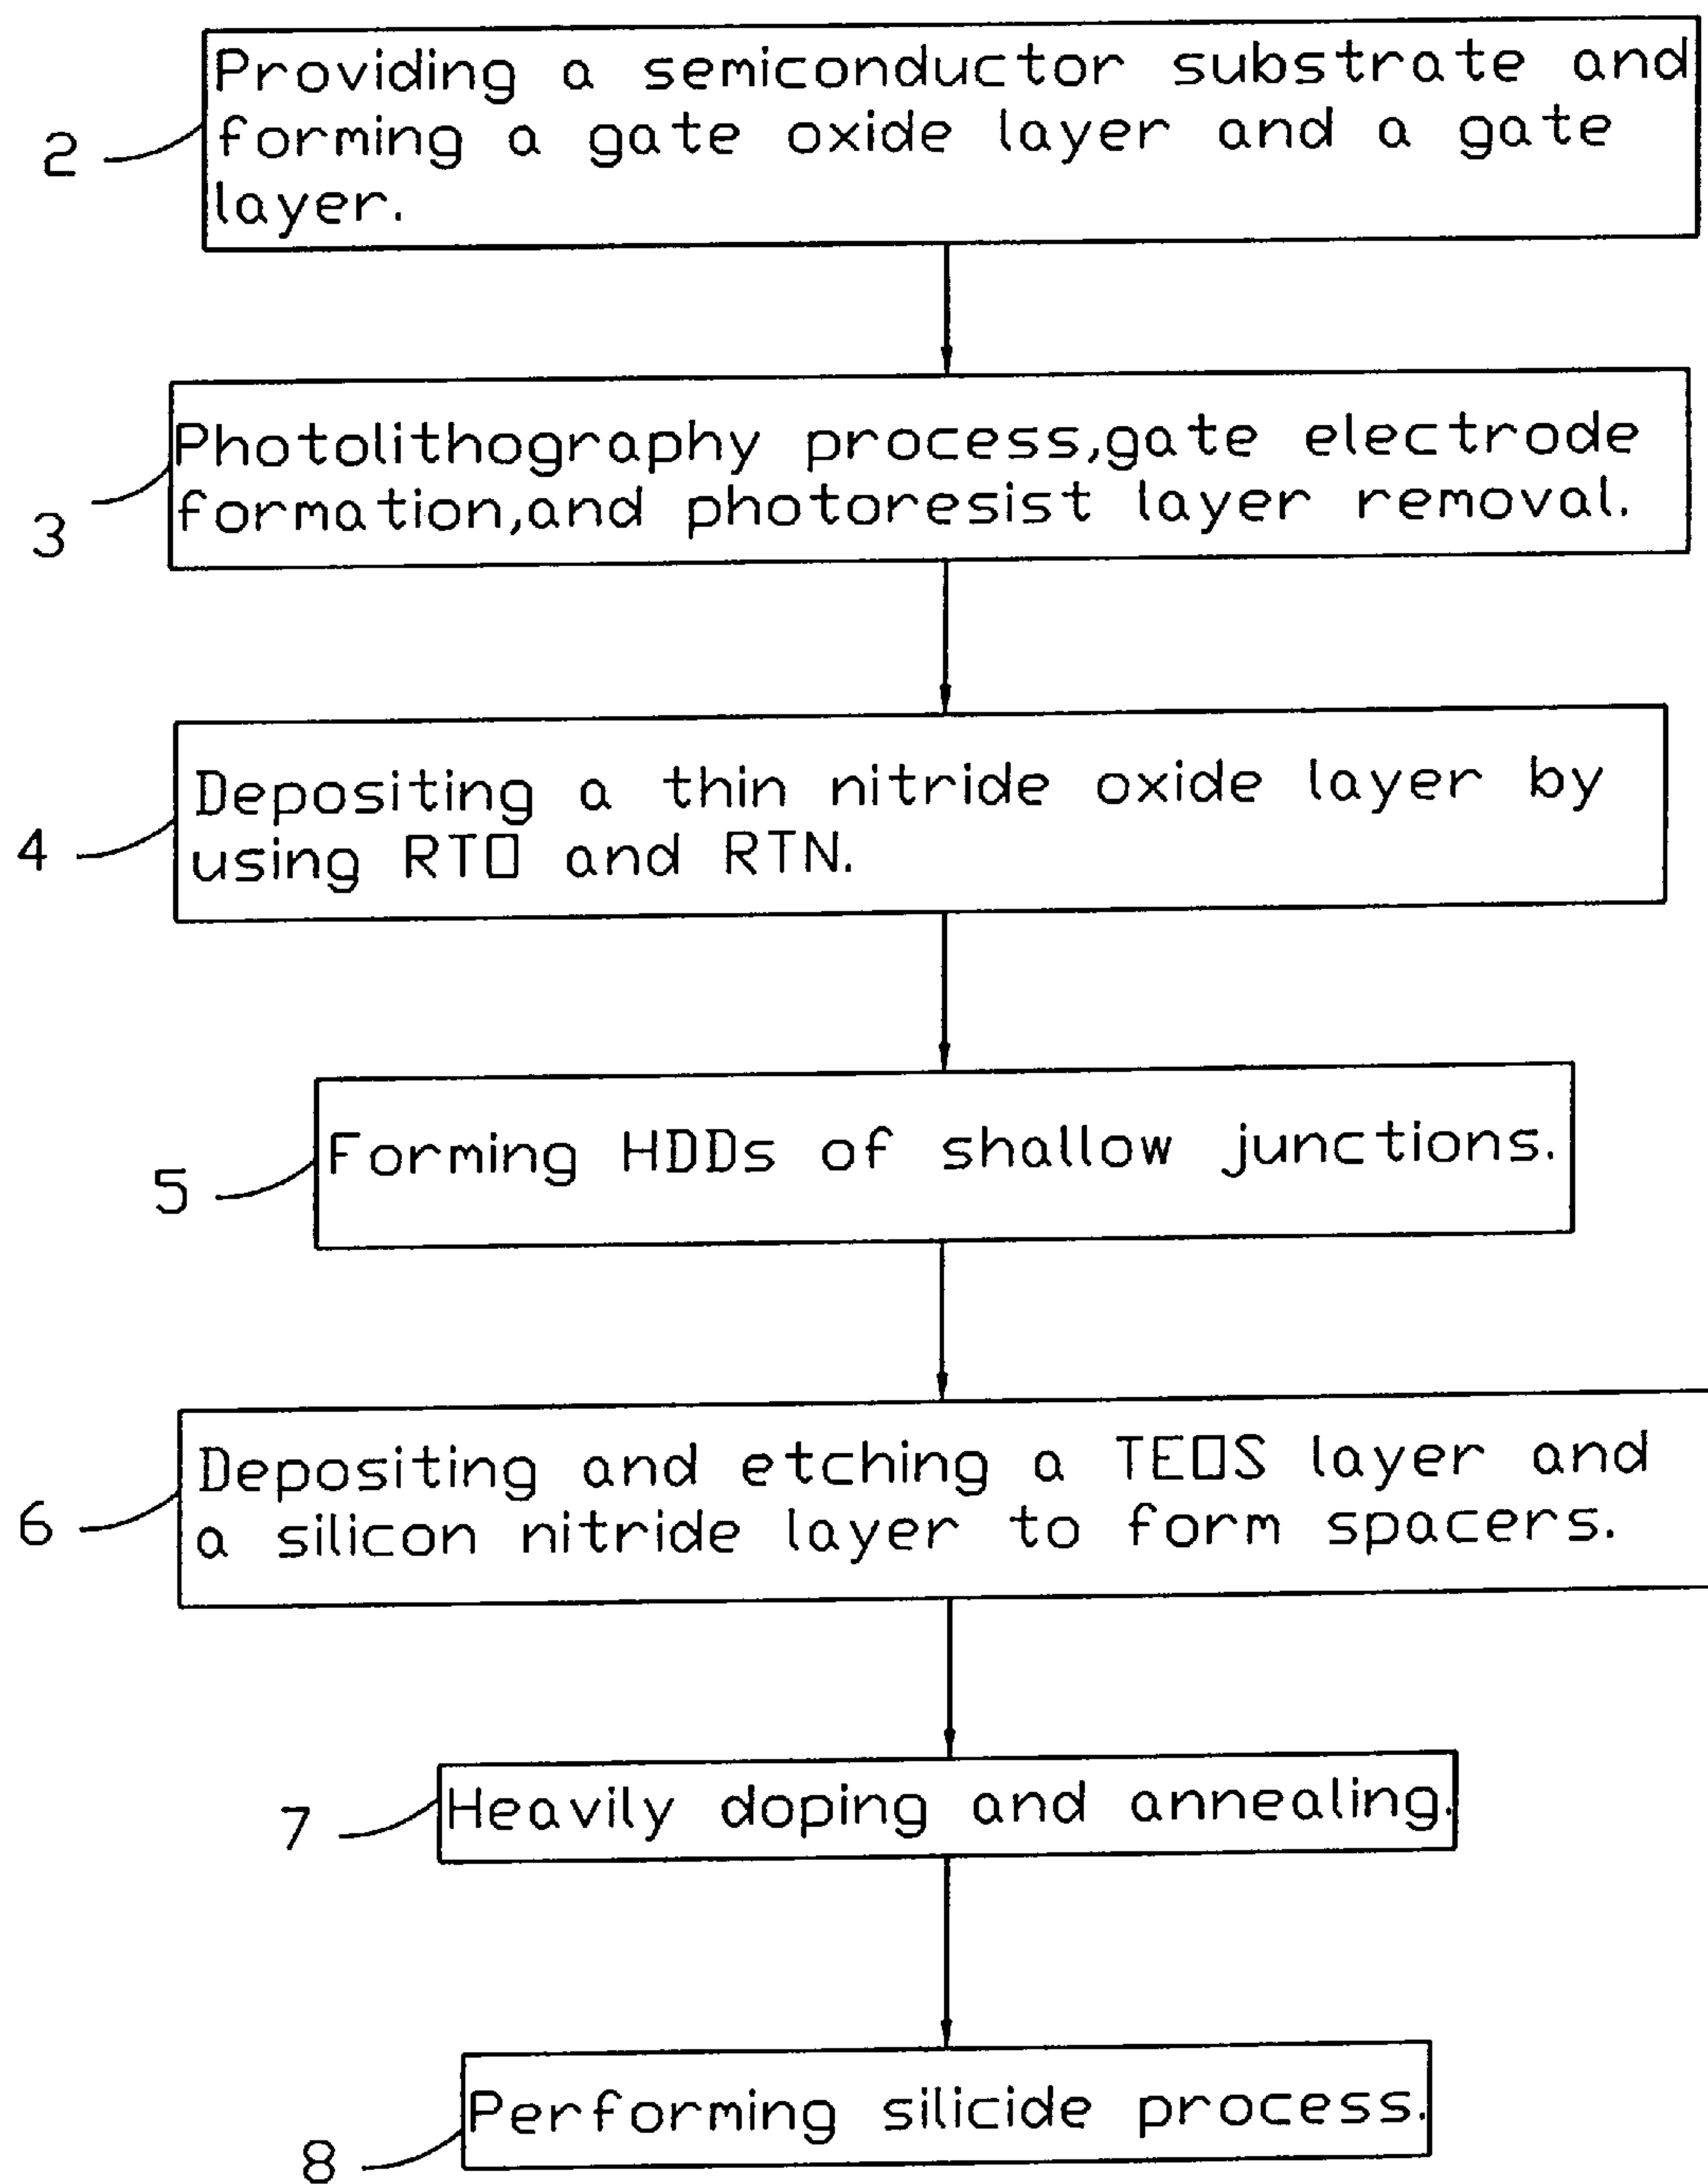 Providing a semiconductor substrate and
forming a gate oxide layer and a gate
layer.
2
Photolithography process,gate electrode
formation,and photoresist layer removal.
3
Depositing a thin nitride oxide layer by
using RTO and RTN.
4
Forming HDDs of shallow junctions.
5
Depositing and etching a TEOS layer and
a silicon nitride layer to form spacers.
6
Heavily doping and annealing.
7
Performing silicide process.
8